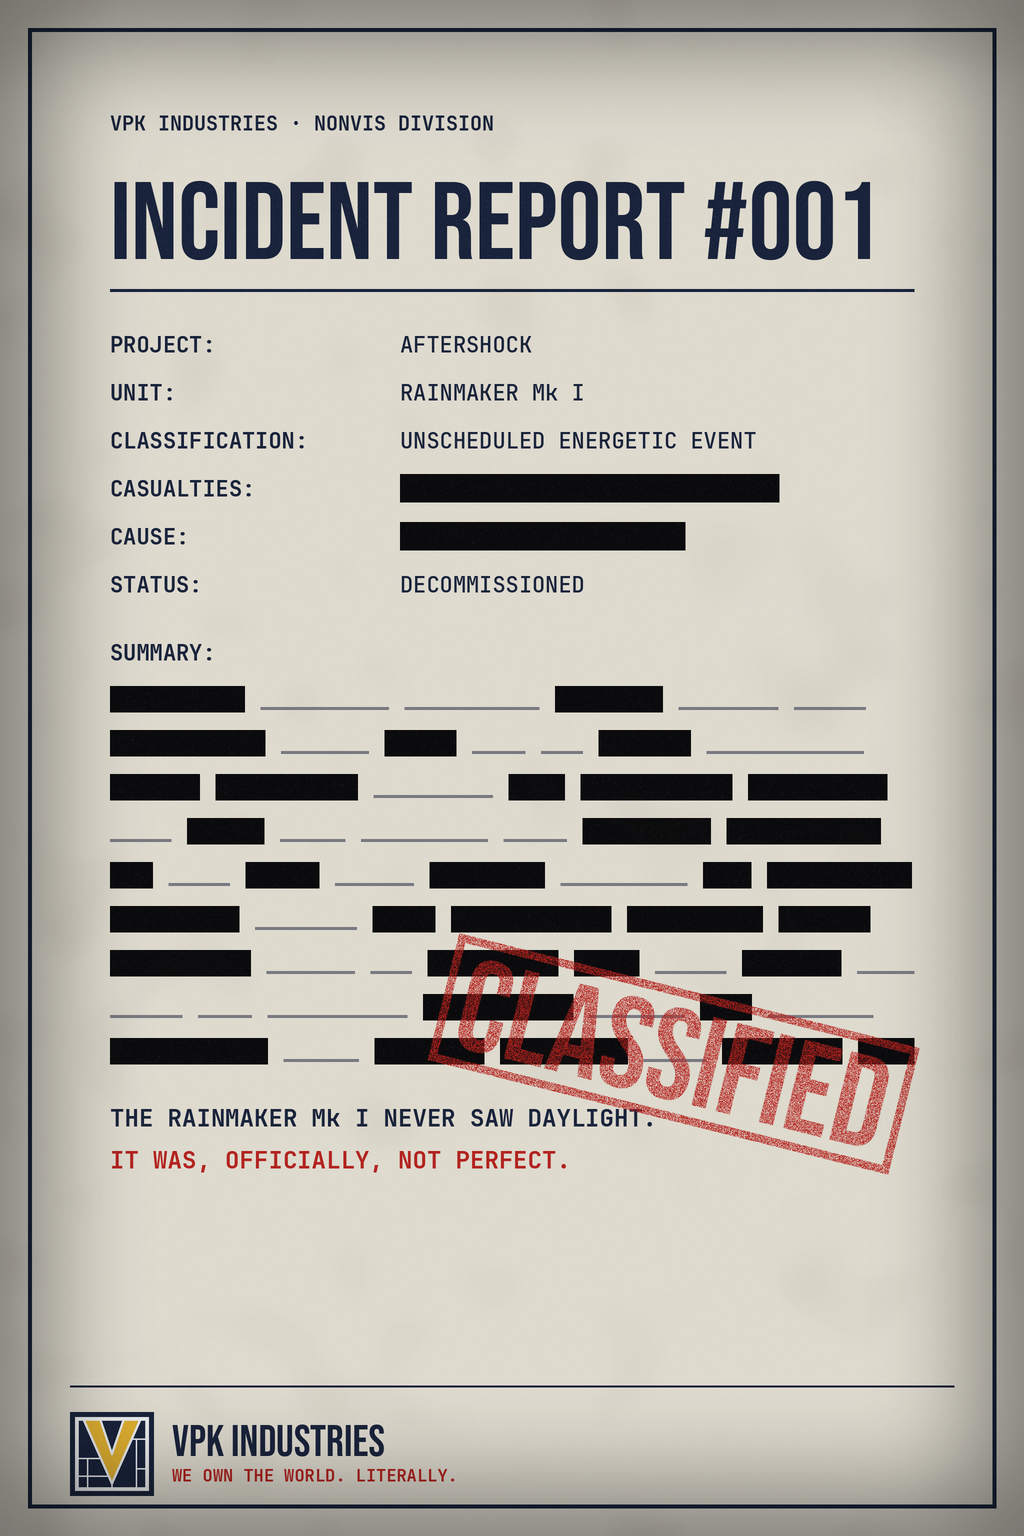 VPK INDUSTRIES · NONVIS DIVISION
INCIDENT REPORT #001
PROJECT: AFTERSHOCK
UNIT: RAINMAKER Mk I
CLASSIFICATION: UNSCHEDULED ENERGETIC EVENT
CASUALTIES:
CAUSE:
STATUS: DECOMMISSIONED
SUMMARY:
CLASSIFIED
THE RAINMAKER Mk I NEVER SAW DAYLIGHT.
IT WAS, OFFICIALLY, NOT PERFECT.
V
VPK INDUSTRIES
WE OWN THE WORLD. LITERALLY.